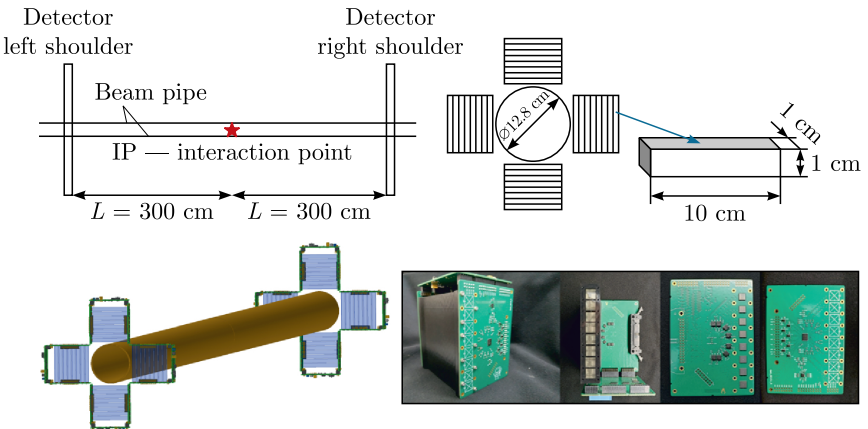 Detector
left shoulder
Detector
right shoulder
Beam pipe
IP — interaction point
L = 300 cm
L = 300 cm
⌀12.8 cm
1 cm
1 cm
10 cm